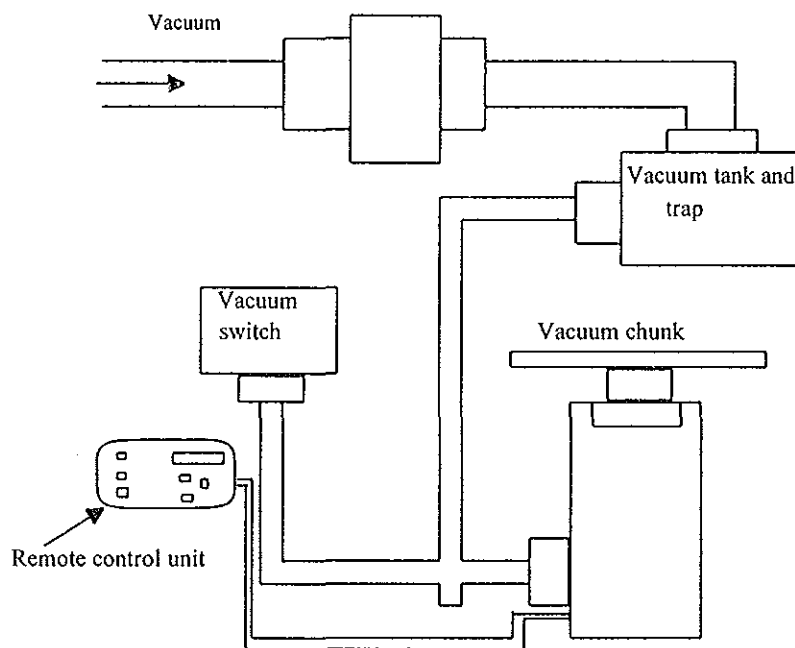 Vacuum
Vacuum tank and
trap
Vacuum
switch
Vacuum chunk
Remote control unit